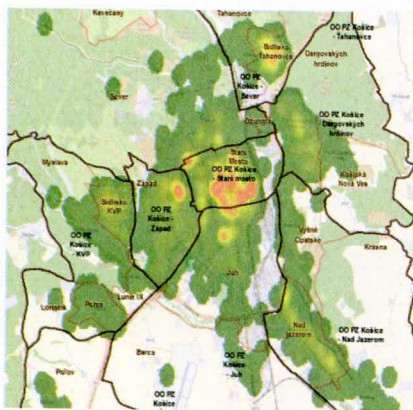 Kavečany
Ťahanovce
OO PZ Košice
- Ťahanovce
Sídlisko
Ťahanovce
Dargovských
hrdinov
OO PZ
Košice -
Sever
Sever
Džungľa
OO PZ Košice
Dargovských
hrdinov
Staré
Mesto
OO PZ Košice
- Staré mesto
Myslava
Západ
Košická
Nová Ves
Sídlisko
KVP
OO PZ
Košice -
Západ
OO PZ
Košice
- KVP
Vyšné
Opátske
Krásna
Juh
Lorinčík
Pereš
Luník IX
Nad
jazerom
OO PZ Košice
- Nad Jazerom
Barca
OO PZ
Košice
- Juh
Poľov
OO PZ
Košice